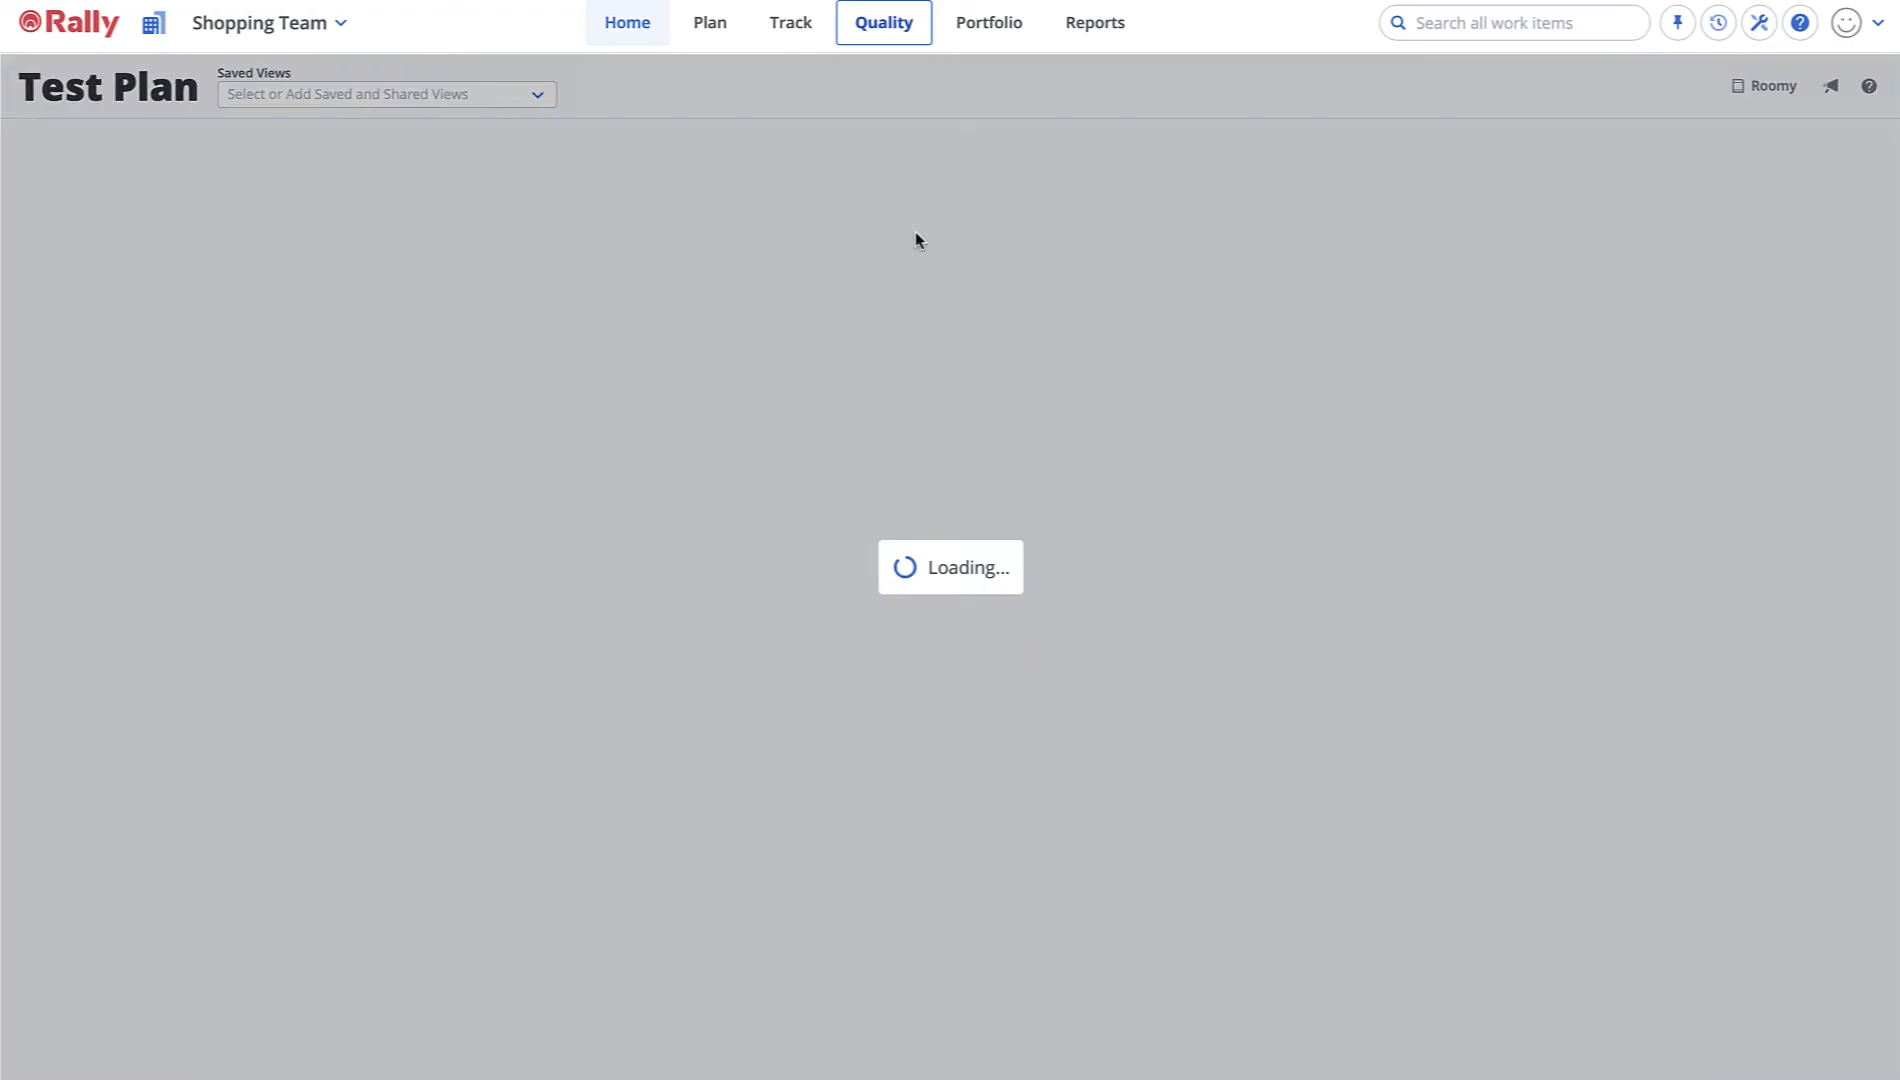 Rally Shopping Team Home Plan Track Quality Portfolio Reports Search all work items
Test Plan
Saved Views
Select or Add Saved and Shared Views
Roomy
Loading...